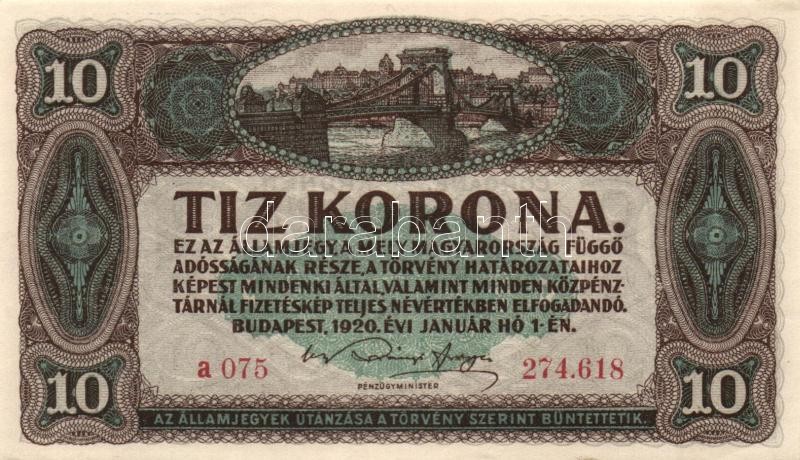 10 10
TIZ KORONA.
EZ AZ ÁLLAMJEGY, A MELY MAGYARORSZÁG FÜGGŐ
ADÓSSÁGÁNAK RÉSZE, A TÖRVÉNY HATÁROZATAIHOZ
KÉPEST MINDENKI ÁLTAL, VALAMINT MINDEN KÖZPÉNZ-
TÁRNÁL FIZETÉSKÉP TELJES NÉVÉRTÉKBEN ELFOGADANDÓ.
BUDAPEST, 1920. ÉVI JANUÁR HÓ 1-ÉN.
a 075 274.618
PÉNZÜGYMINISTER
10 10
AZ ÁLLAMJEGYEK UTÁNZÁSA A TÖRVÉNY SZERINT BÜNTETTETIK.
darabanth